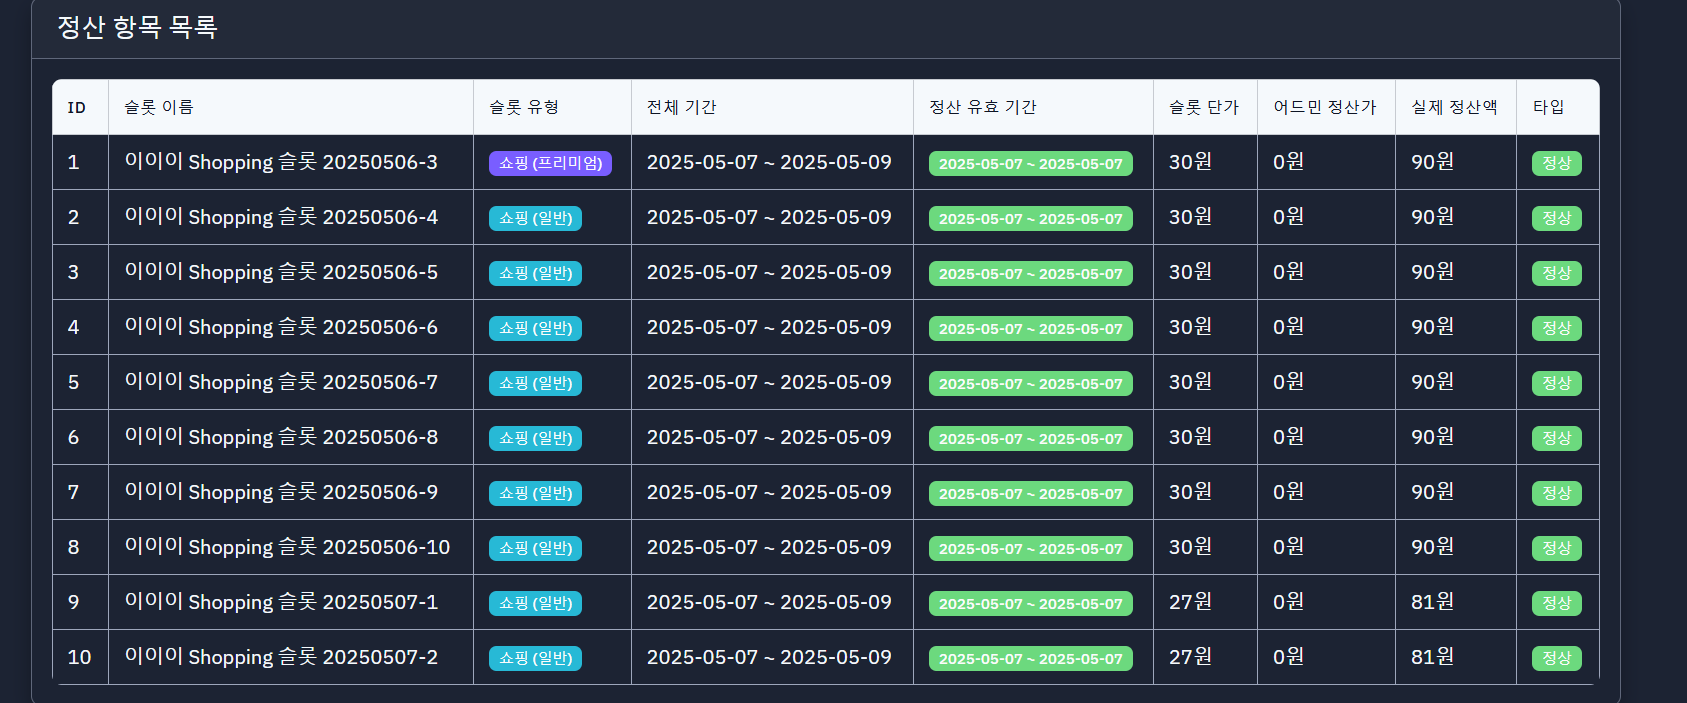 정산 항목 목록
ID 슬롯 이름 슬롯 유형 전체 기간 정산 유효 기간 슬롯 단가 어드민 정산가 실제 정산액 타입
1 이이이 Shopping 슬롯 20250506-3 쇼핑 (프리미엄) 2025-05-07 ~ 2025-05-09 2025-05-07 ~ 2025-05-07 30원 0원 90원 정상
2 이이이 Shopping 슬롯 20250506-4 쇼핑 (일반) 2025-05-07 ~ 2025-05-09 2025-05-07 ~ 2025-05-07 30원 0원 90원 정상
3 이이이 Shopping 슬롯 20250506-5 쇼핑 (일반) 2025-05-07 ~ 2025-05-09 2025-05-07 ~ 2025-05-07 30원 0원 90원 정상
4 이이이 Shopping 슬롯 20250506-6 쇼핑 (일반) 2025-05-07 ~ 2025-05-09 2025-05-07 ~ 2025-05-07 30원 0원 90원 정상
5 이이이 Shopping 슬롯 20250506-7 쇼핑 (일반) 2025-05-07 ~ 2025-05-09 2025-05-07 ~ 2025-05-07 30원 0원 90원 정상
6 이이이 Shopping 슬롯 20250506-8 쇼핑 (일반) 2025-05-07 ~ 2025-05-09 2025-05-07 ~ 2025-05-07 30원 0원 90원 정상
7 이이이 Shopping 슬롯 20250506-9 쇼핑 (일반) 2025-05-07 ~ 2025-05-09 2025-05-07 ~ 2025-05-07 30원 0원 90원 정상
8 이이이 Shopping 슬롯 20250506-10 쇼핑 (일반) 2025-05-07 ~ 2025-05-09 2025-05-07 ~ 2025-05-07 30원 0원 90원 정상
9 이이이 Shopping 슬롯 20250507-1 쇼핑 (일반) 2025-05-07 ~ 2025-05-09 2025-05-07 ~ 2025-05-07 27원 0원 81원 정상
10 이이이 Shopping 슬롯 20250507-2 쇼핑 (일반) 2025-05-07 ~ 2025-05-09 2025-05-07 ~ 2025-05-07 27원 0원 81원 정상